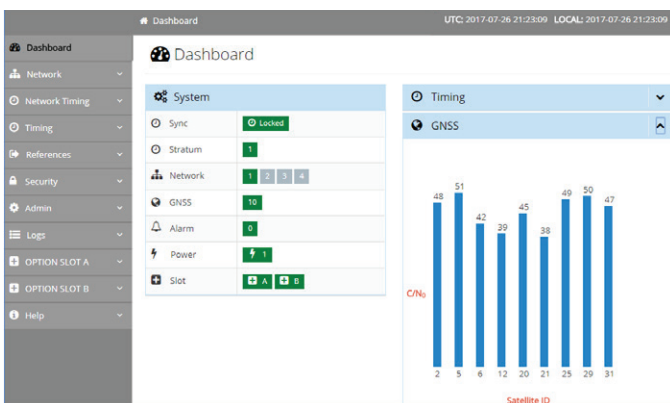 Dashboard
UTC: 2017-07-26 21:23:09 LOCAL: 2017-07-26 21:23:09
Dashboard
Network
Network Timing
Timing
References
Security
Admin
Logs
OPTION SLOT A
OPTION SLOT B
Help
Dashboard
System
Sync Locked
Stratum 1
Network 1 2 3 4
GNSS 10
Alarm 0
Power 1
Slot A B
Timing
GNSS
48 51 42 39 45 38 49 50 47
C/N0
2 5 6 12 20 21 25 29 31
Satellite ID